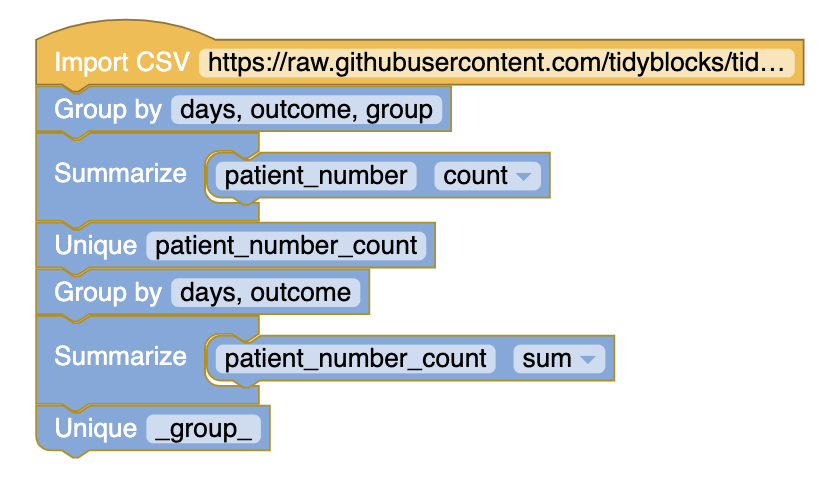 Import CSV https://raw.githubusercontent.com/tidyblocks/tid…
Group by days, outcome, group
Summarize patient_number count
Unique patient_number_count
Group by days, outcome
Summarize patient_number_count sum
Unique _group_